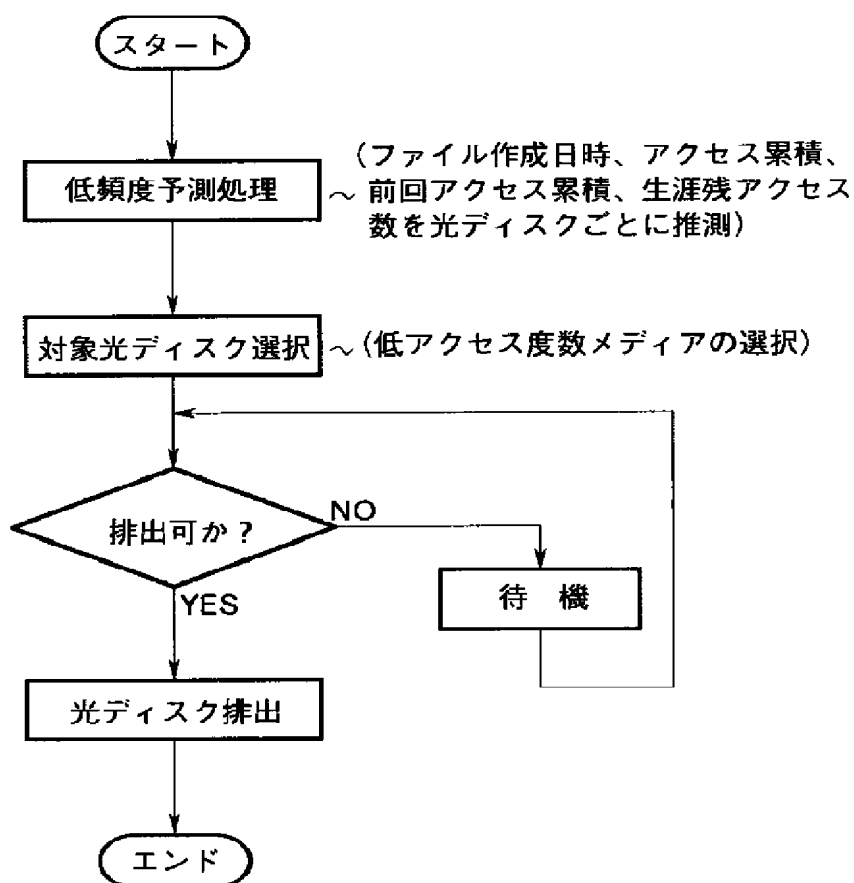 スタート
低頻度予測処理
～
(ファイル作成日時、アクセス累積、
前回アクセス累積、生涯残アクセス
数を光ディスクごとに推測)
対象光ディスク選択
～(低アクセス度数メディアの選択)
排出可か？
NO
待 機
YES
光ディスク排出
エンド